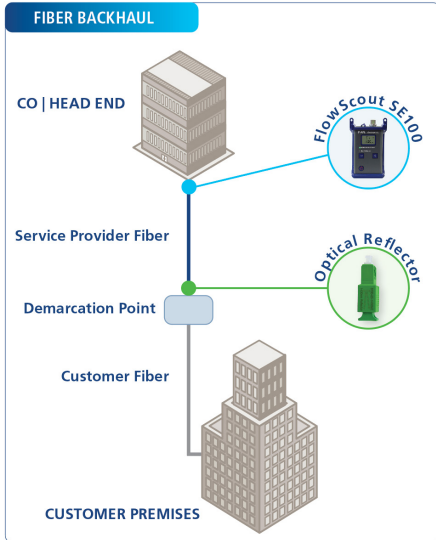 FIBER BACKHAUL
CO | HEAD END
FlowScout SE100
Service Provider Fiber
Optical Reflector
Demarcation Point
Customer Fiber
CUSTOMER PREMISES